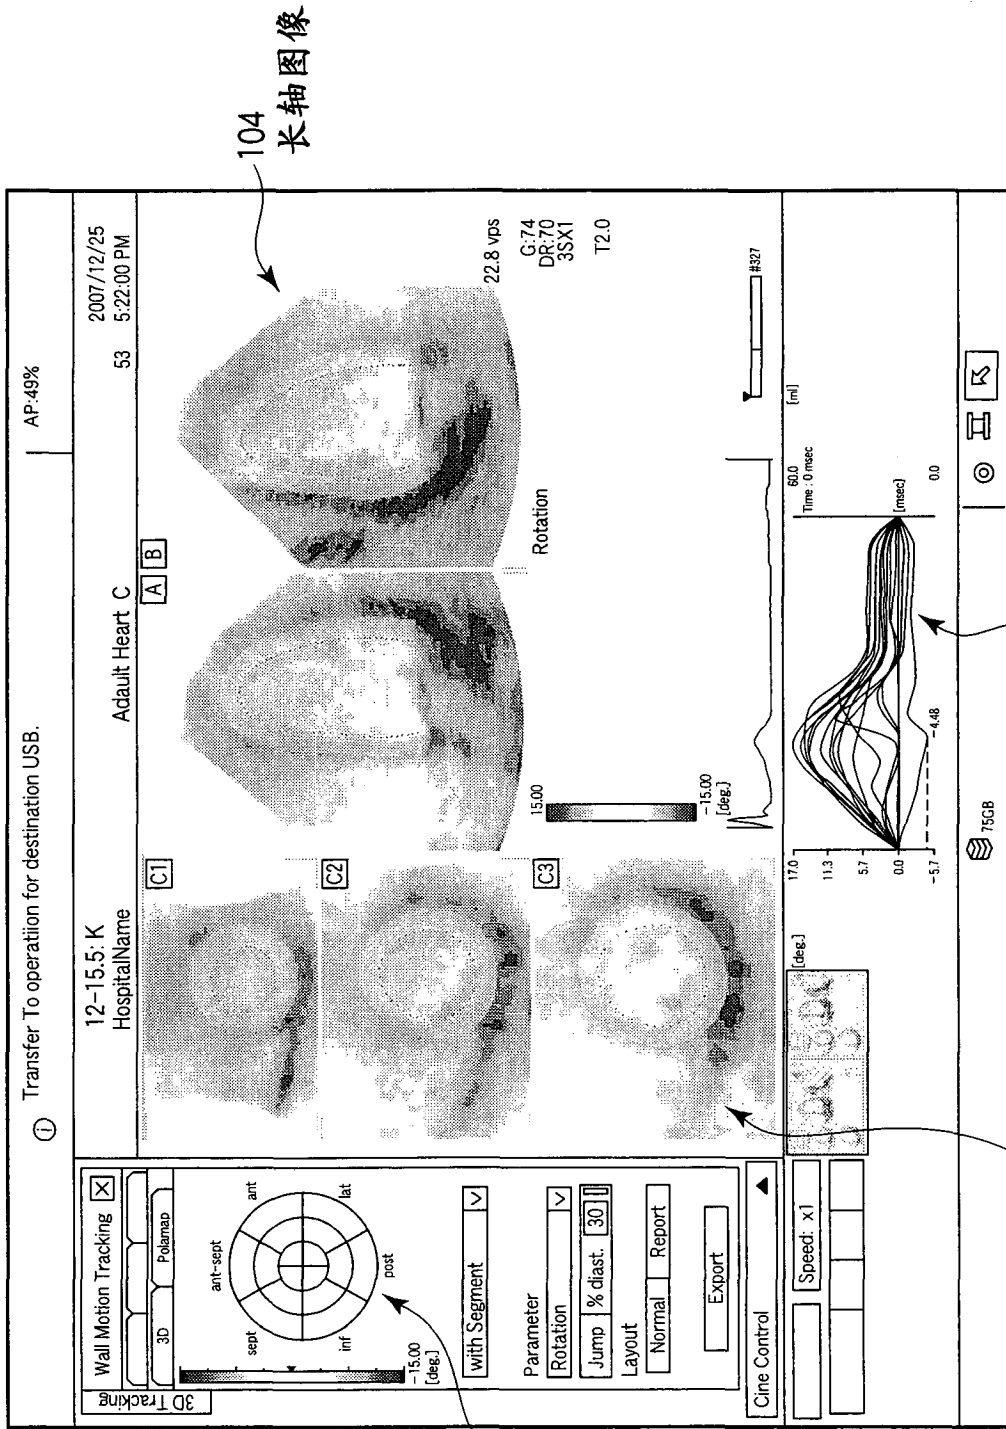 104
长轴图像
ⓘ Transfer To operatiion for destination USB.
AP:49%
12-15.5: K
HospitalName
Adault Heart C
53
2007/12/25
5:22:00 PM
3D Tracking
Wall Motion Tracking X
3D
Polamap
ant-sept
ant
sept
lat
inf
post
-15.00
[deg.]
with Segment
Parameter
Rotation
Jump
% diast.
30
Layout
Normal
Report
Export
Cine Control
C1
C2
C3
A
B
22.8 vps
G:74
DR:70
3SX1
T2.0
Rotation
15.00
-15.00
[deg.]
#327
Speed: x1
[deg.]
17.0
11.3
5.7
0.0
-5.7
-4.48
60.0
Time : 0 msec
[ml]
[msec]
0.0
75GB